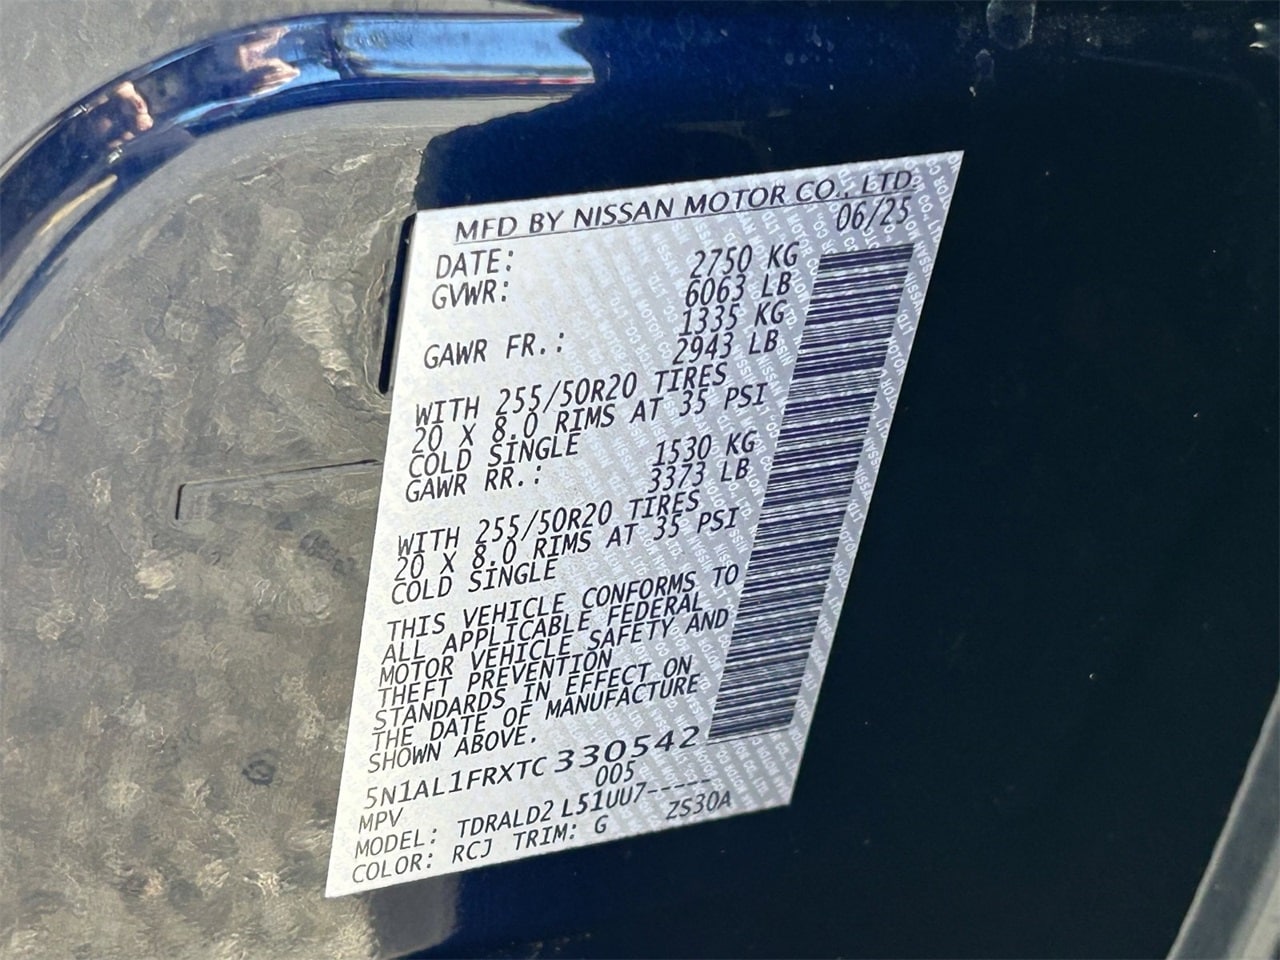 MFD BY NISSAN MOTOR CO., LTD.
DATE: 06/25
GVWR: 2750 KG
6063 LB
GAWR FR.: 1335 KG
2943 LB
WITH 255/50R20 TIRES
20 X 8.0 RIMS AT 35 PSI
COLD SINGLE
GAWR RR.: 1530 KG
3373 LB
WITH 255/50R20 TIRES
20 X 8.0 RIMS AT 35 PSI
COLD SINGLE
THIS VEHICLE CONFORMS TO
ALL APPLICABLE FEDERAL
MOTOR VEHICLE SAFETY AND
THEFT PREVENTION
STANDARDS IN EFFECT ON
THE DATE OF MANUFACTURE
SHOWN ABOVE.
5N1AL1FRXTC330542
MPV 005
MODEL: TDRALD2 L51UU7-----
COLOR: RCJ TRIM: G ZS30A